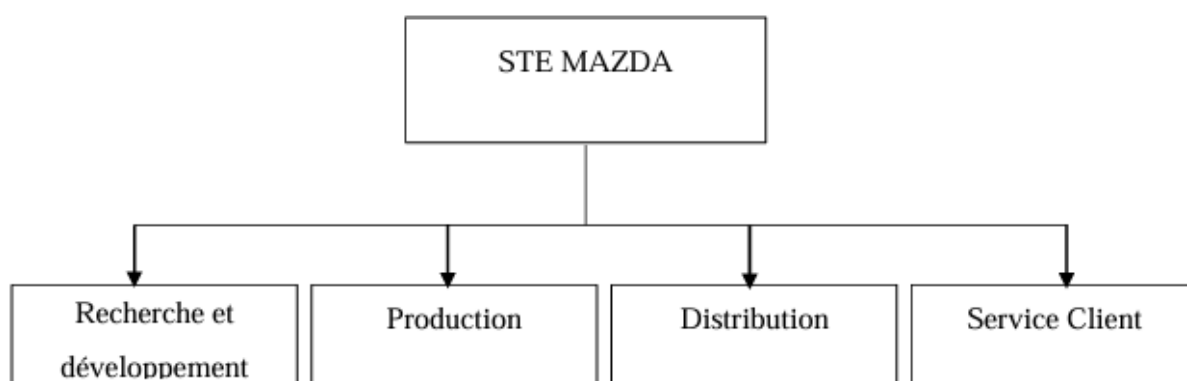 STE MAZDA
Recherche et
développement
Production
Distribution
Service Client